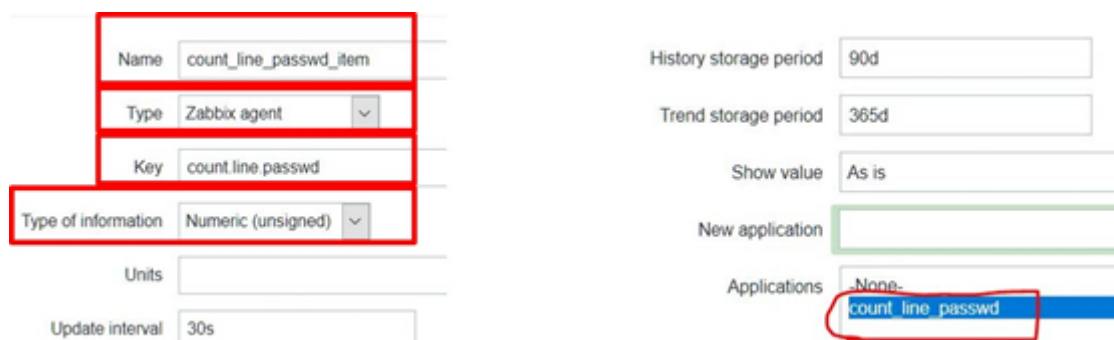 Name count_line_passwd_item
Type Zabbix agent
Key count.line.passwd
Type of information Numeric (unsigned)
Units
Update interval 30s
History storage period 90d
Trend storage period 365d
Show value As is
New application
Applications -None-
count_line_passwd